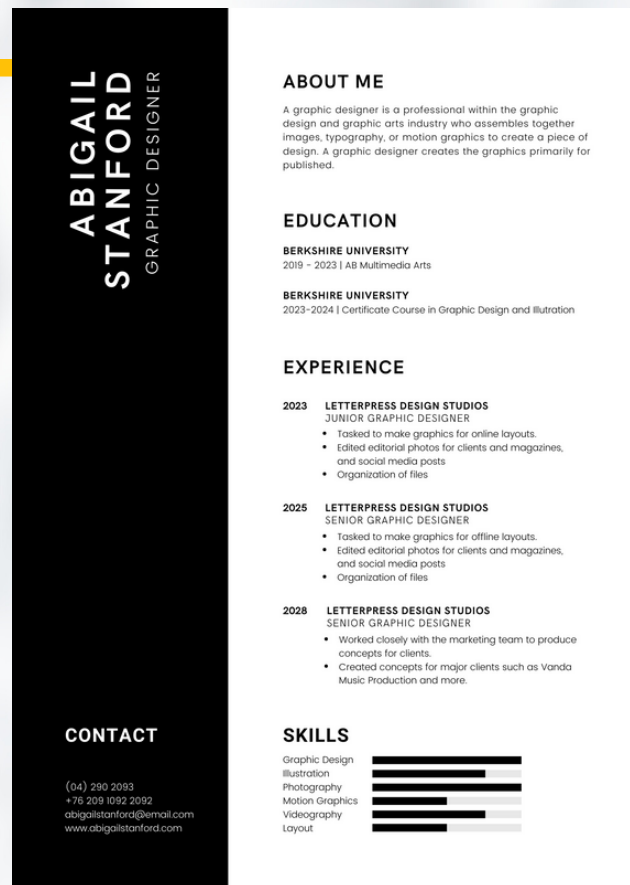 ABIGAIL
STANFORD
GRAPHIC DESIGNER
CONTACT
(04) 290 2093
+76 209 1092 2092
abigailstanford@email.com
www.abigailstanford.com
ABOUT ME
A graphic designer is a professional within the graphic
design and graphic arts industry who assembles together
images, typography, or motion graphics to create a piece of
design. A graphic designer creates the graphics primarily for
published.
EDUCATION
BERKSHIRE UNIVERSITY
2019 - 2023 | AB Multimedia Arts
BERKSHIRE UNIVERSITY
2023-2024 | Certificate Course in Graphic Design and Illutration
EXPERIENCE
2023 LETTERPRESS DESIGN STUDIOS
JUNIOR GRAPHIC DESIGNER
• Tasked to make graphics for online layouts.
• Edited editorial photos for clients and magazines,
and social media posts
• Organization of files
2025 LETTERPRESS DESIGN STUDIOS
SENIOR GRAPHIC DESIGNER
• Tasked to make graphics for offline layouts.
• Edited editorial photos for clients and magazines,
and social media posts
• Organization of files
2028 LETTERPRESS DESIGN STUDIOS
SENIOR GRAPHIC DESIGNER
• Worked closely with the marketing team to produce
concepts for clients.
• Created concepts for major clients such as Vanda
Music Production and more.
SKILLS
Graphic Design
Illustration
Photography
Motion Graphics
Videography
Layout